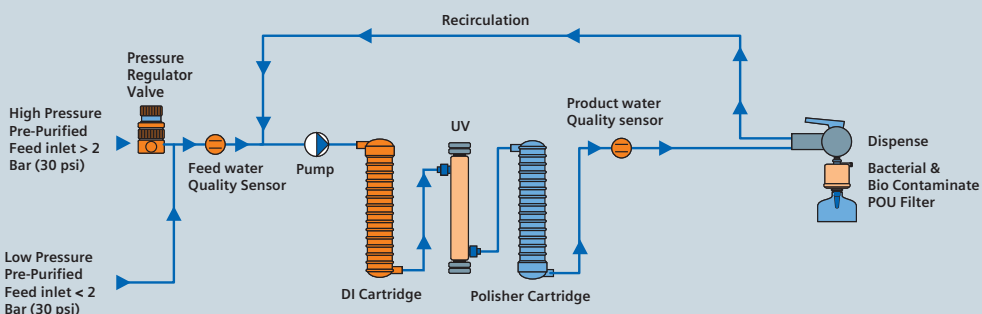 Recirculation
Pressure
Regulator
Valve
High Pressure
Pre-Purified
Feed inlet > 2
Bar (30 psi)
Feed water
Quality Sensor
Pump
UV
Product water
Quality sensor
Dispense
Bacterial &
Bio Contaminate
POU Filter
Low Pressure
Pre-Purified
Feed inlet < 2
Bar (30 psi)
DI Cartridge
Polisher Cartridge